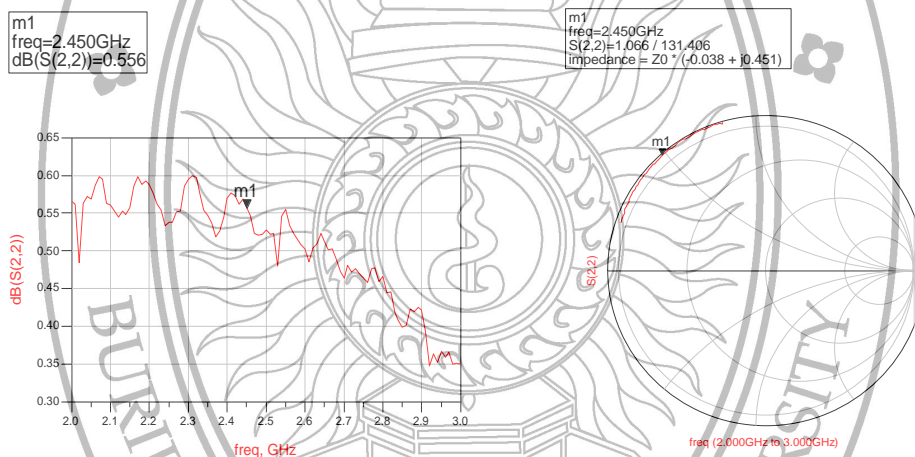 m1
freq=2.450GHz
dB(S(2,2))=0.556
m1
freq=2.450GHz
S(2,2)=1.066 / 131.406
impedance = Z0 * (-0.038 + j0.451)
0.65
0.60
0.55
0.50
0.45
0.40
0.35
0.30
dB(S(2,2))
m1
2.0 2.1 2.2 2.3 2.4 2.5 2.6 2.7 2.8 2.9 3.0
freq, GHz
m1
S(2,2)
freq (2.000GHz to 3.000GHz)
BURI
RSITY